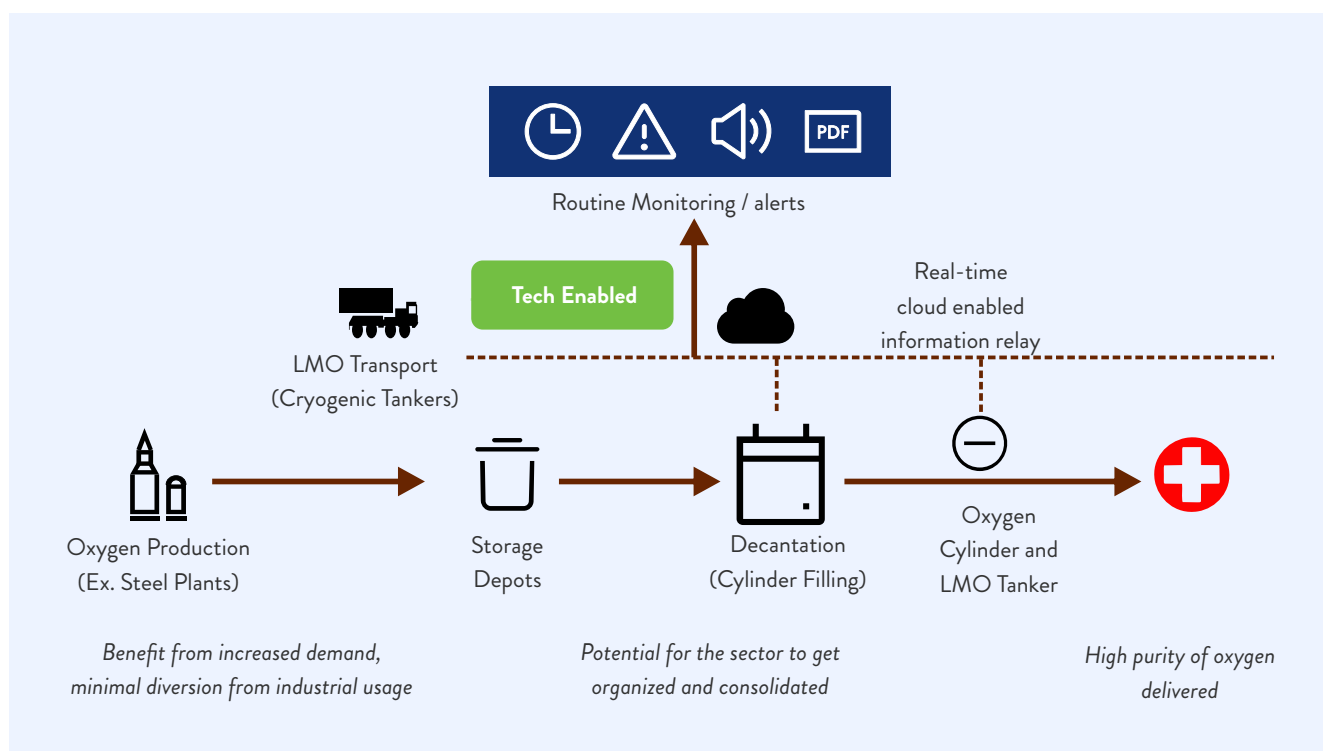 PDF
Routine Monitoring / alerts
Tech Enabled
Real-time
cloud enabled
information relay
LMO Transport
(Cryogenic Tankers)
Oxygen Production
(Ex. Steel Plants)
Storage
Depots
Decantation
(Cylinder Filling)
Oxygen
Cylinder and
LMO Tanker
Benefit from increased demand,
minimal diversion from industrial usage
Potential for the sector to get
organized and consolidated
High purity of oxygen
delivered